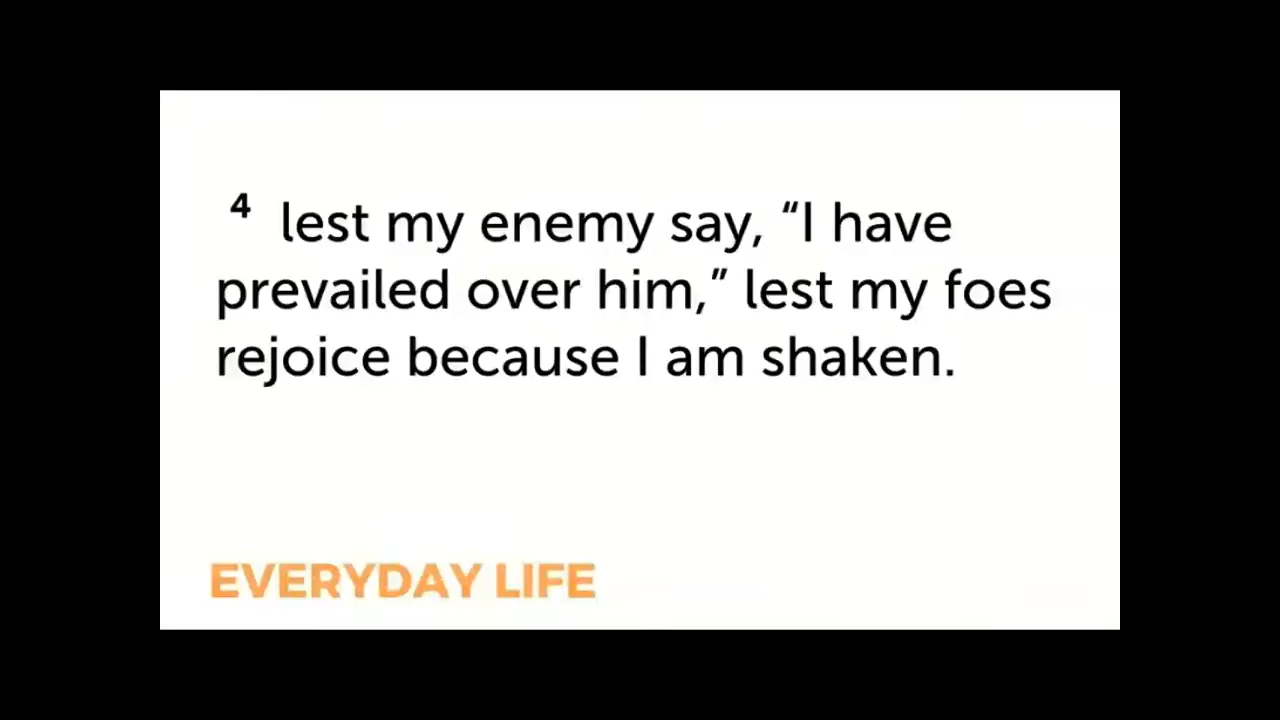 ⁴ lest my enemy say, “I have
prevailed over him,” lest my foes
rejoice because I am shaken.
EVERYDAY LIFE